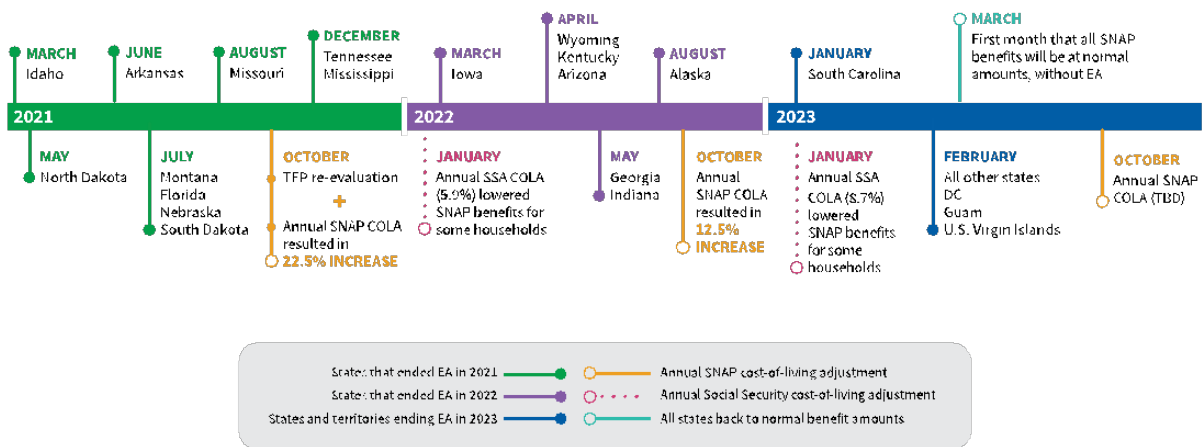 MARCH
Idaho
JUNE
Arkansas
AUGUST
Missouri
DECEMBER
Tennessee
Mississippi
MARCH
Iowa
APRIL
Wyoming
Kentucky
Arizona
AUGUST
Alaska
JANUARY
South Carolina
MARCH
First month that all SNAP
benefits will be at normal
amounts, without EA
2021
2022
2023
MAY
North Dakota
JULY
Montana
Florida
Nebraska
South Dakota
OCTOBER
TFP re-evaluation
+
Annual SNAP COLA
resulted in
22.5% INCREASE
JANUARY
Annual SSA COLA
(5.9%) lowered
SNAP benefits for
some households
MAY
Georgia
Indiana
OCTOBER
Annual
SNAP COLA
resulted in
12.5%
INCREASE
JANUARY
Annual SSA
COLA (8.7%)
lowered
SNAP benefits
for some
households
FEBRUARY
All other states
DC
Guam
U.S. Virgin Islands
OCTOBER
Annual SNAP
COLA (TBD)
States that ended EA in 2021
Annual SNAP cost-of-living adjustment
States that ended EA in 2022
Annual Social Security cost-of-living adjustment
States and territories ending EA in 2023
All states back to normal benefit amounts